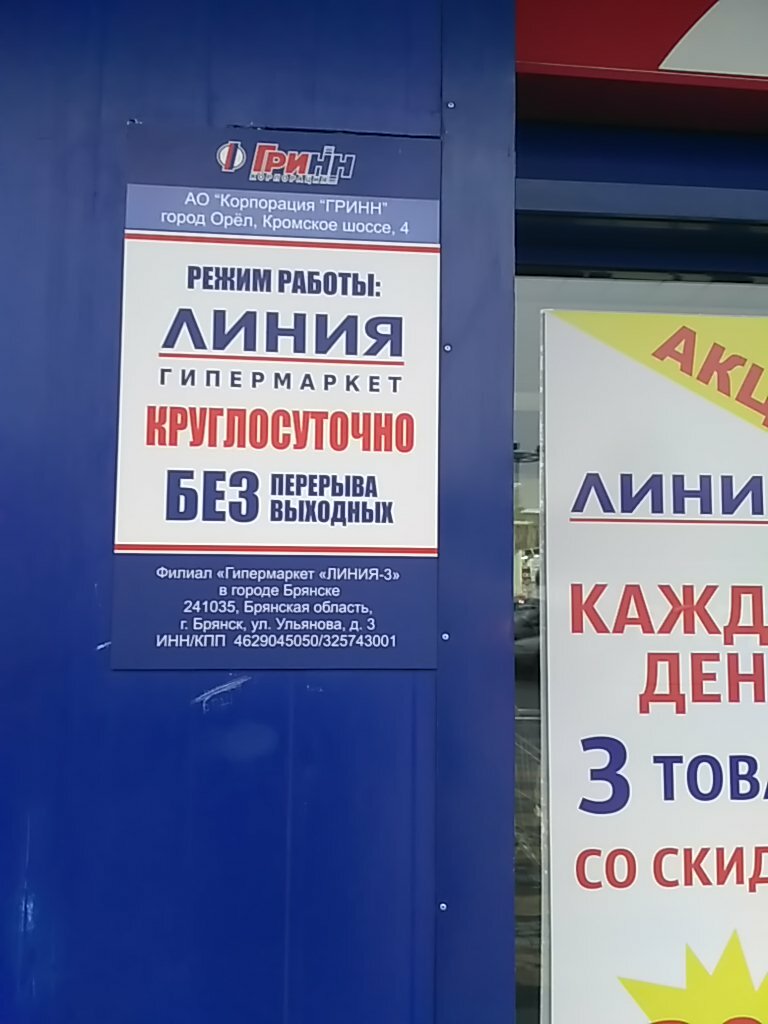 ГРИНН
КОРПОРАЦИЯ
АО "Корпорация "ГРИНН"
город Орёл, Кромское шоссе, 4
РЕЖИМ РАБОТЫ:
ЛИНИЯ
ГИПЕРМАРКЕТ
КРУГЛОСУТОЧНО
БЕЗ ПЕРЕРЫВА
ВЫХОДНЫХ
Филиал «Гипермаркет «ЛИНИЯ-3»
в городе Брянске
241035, Брянская область,
г. Брянск, ул. Ульянова, д. 3
ИНН/КПП 4629045050/325743001
АКЦ
ЛИНИ
КАЖД
ДЕН
3 ТОВА
СО СКИД